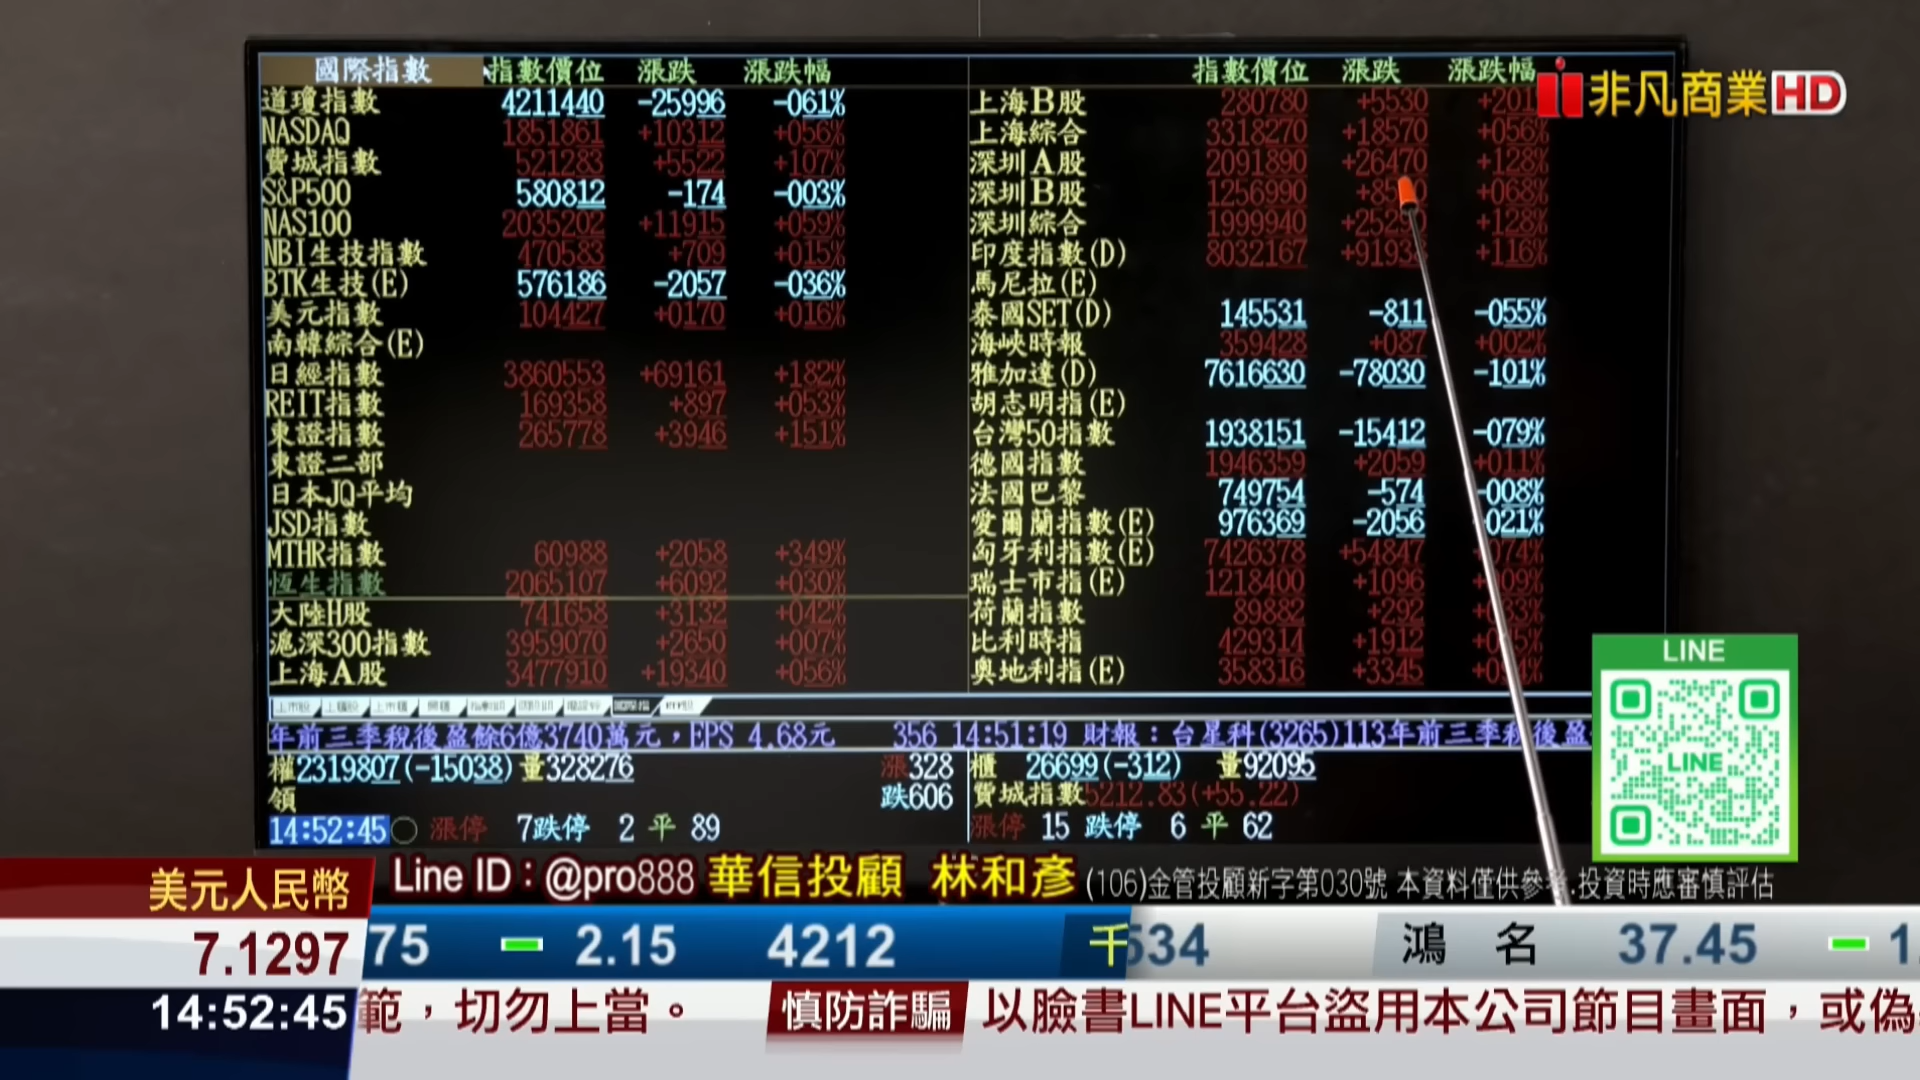 國際指數 指數價位 漲跌 漲跌幅
道瓊指數 4211440 -25996 -061%
NASDAQ 1851861 +10312 +056%
費城指數 521283 +5522 +107%
S&P500 580812 -174 -003%
NAS100 2035202 +11915 +059%
NBI生技指數 470583 +709 +015%
BTK生技(E) 576186 -2057 -036%
美元指數 104427 +0170 +016%
南韓綜合(E)
日經指數 3860553 +69161 +182%
REIT指數 169358 +897 +053%
東證指數 265778 +3946 +151%
東證二部
日本JQ平均
JSD指數
MTHR指數 60988 +2058 +349%
恆生指數 2065107 +6092 +030%
大陸H股 741658 +3132 +042%
滬深300指數 3959070 +2650 +007%
上海A股 3477910 +19340 +056%
指數價位 漲跌 漲跌幅
上海B股 280780 +5530 +201
上海綜合 3318270 +18570 +056%
深圳A股 2091890 +26470 +128%
深圳B股 1256990 +068%
深圳綜合 1999940 +128%
印度指數(D) 8032167 +116%
馬尼拉(E)
泰國SET(D) 145531 -811 -055%
海峽時報 359428 +087 +002%
雅加達(D) 7616630 -78030 -101%
胡志明指(E)
台灣50指數 1938151 -15412 -079%
德國指數 1946359 +2059 +011%
法國巴黎 749754 -574 -008%
愛爾蘭指數(E) 976369 -2056 021%
匈牙利指數(E) 7426378 +54847 +074%
瑞士市指(E) 1218400 +1096
荷蘭指數 89882 +292
比利時指 429314 +1912
奧地利指(E) 358316 +3345
非凡商業HD
年前三季稅後盈餘6億3740萬元，EPS 4.68元 356 14:51:19 財報：台星科(3265)113年前三季稅後盈
權2319807(-15038)量328276 漲328
領 跌606
14:52:45 漲停 7跌停 2平 89
櫃 26699(-312) 量92095
費城指數5212.83(+55.22)
漲停 15 跌停 6 平 62
LINE
LINE
Line ID：@pro888 華信投顧 林和彥 (106)金管投顧新字第030號 本資料僅供參考.投資時應審慎評估
美元人民幣
7.1297
75 2.15 4212 千534 鴻名 37.45 1
14:52:45
範，切勿上當。 慎防詐騙 以臉書LINE平台盜用本公司節目畫面，或偽